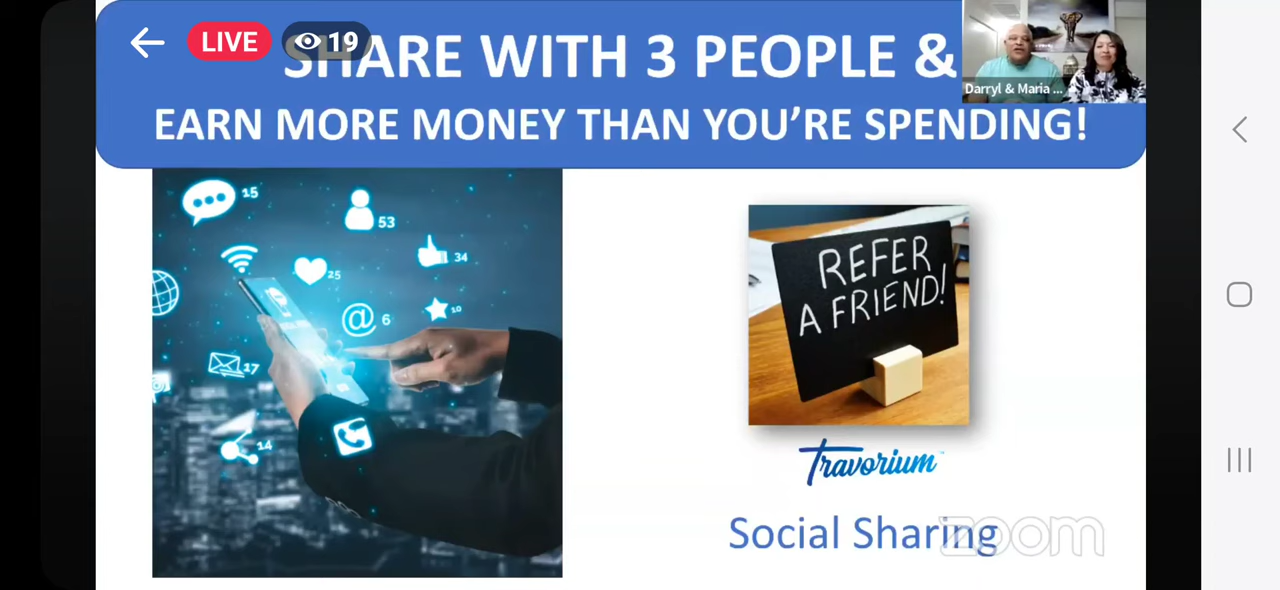 LIVE
19
SHARE WITH 3 PEOPLE &
EARN MORE MONEY THAN YOU'RE SPENDING!
Darryl & Maria ...
15
53
34
25
10
6
17
14
@
REFER
A FRIEND!
Travorium™
Social Sharing
zoom